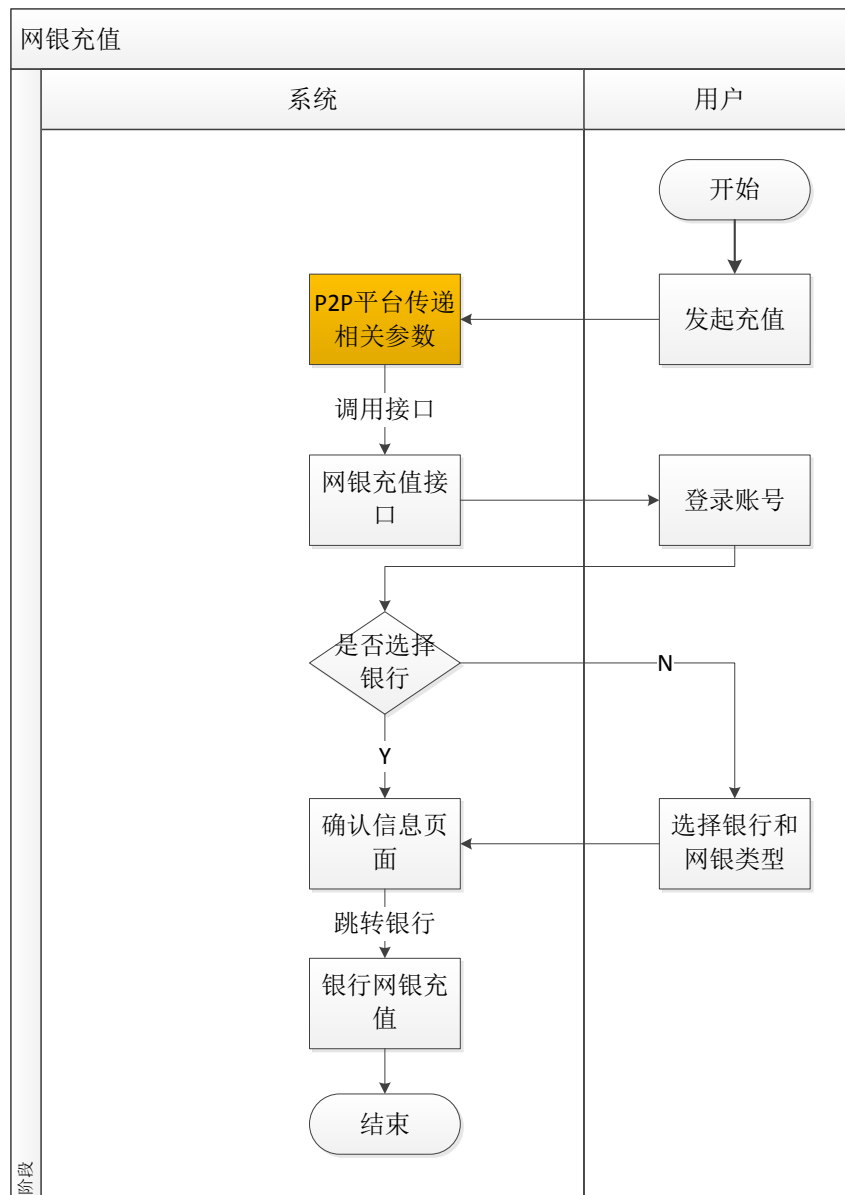 网银充值
系统
用户
开始
P2P平台传递
相关参数
发起充值
调用接口
网银充值接
口
登录账号
是否选择
银行
N
Y
确认信息页
面
选择银行和
网银类型
跳转银行
银行网银充
值
结束
阶段